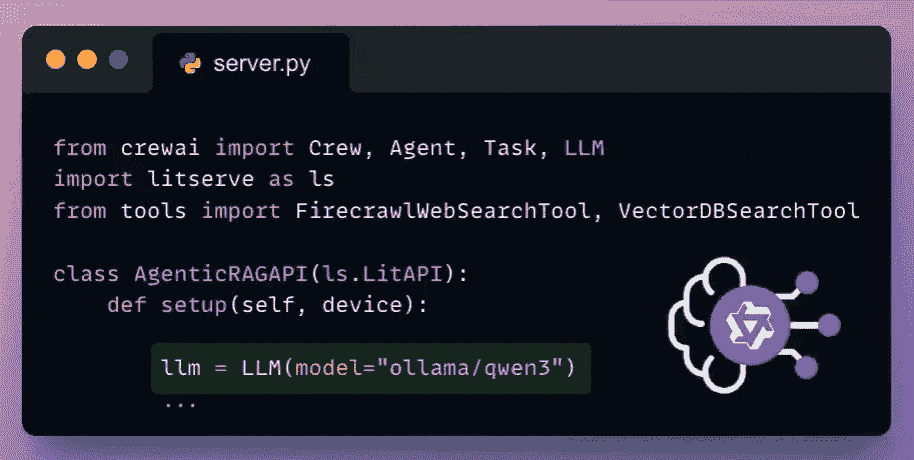 server.py
from crewai import Crew, Agent, Task, LLM
import litserve as ls
from tools import FirecrawlWebSearchTool, VectorDBSearchTool
class AgenticRAGAPI(ls.LitAPI):
    def setup(self, device):
        llm = LLM(model="ollama/qwen3")
        ...